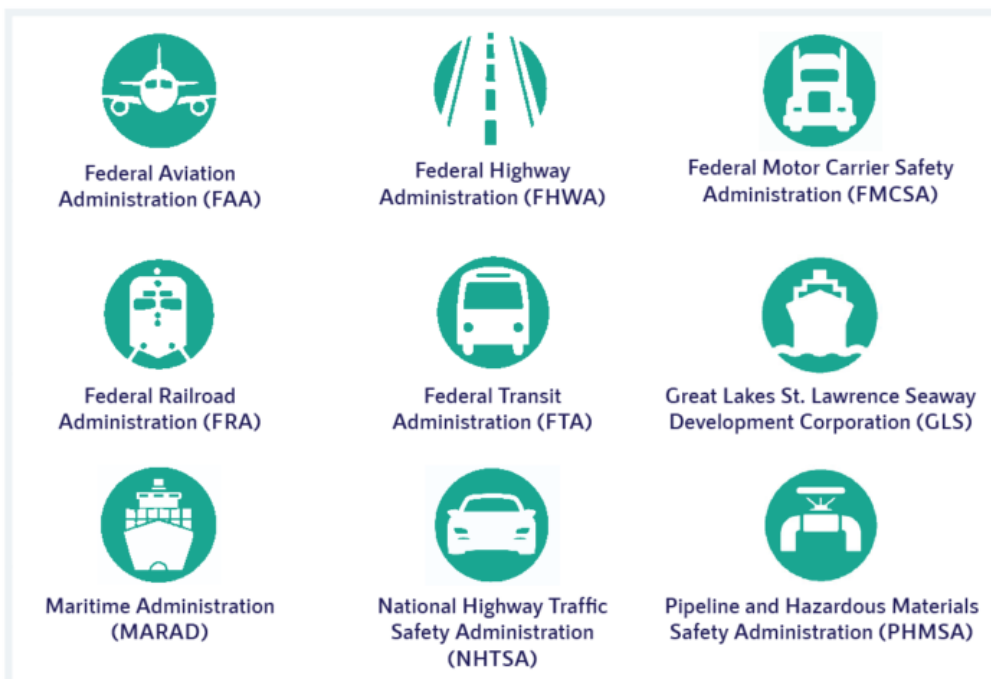 Federal Aviation
Administration (FAA)
Federal Highway
Administration (FHWA)
Federal Motor Carrier Safety
Administration (FMCSA)
Federal Railroad
Administration (FRA)
Federal Transit
Administration (FTA)
Great Lakes St. Lawrence Seaway
Development Corporation (GLS)
Maritime Administration
(MARAD)
National Highway Traffic
Safety Administration
(NHTSA)
Pipeline and Hazardous Materials
Safety Administration (PHMSA)